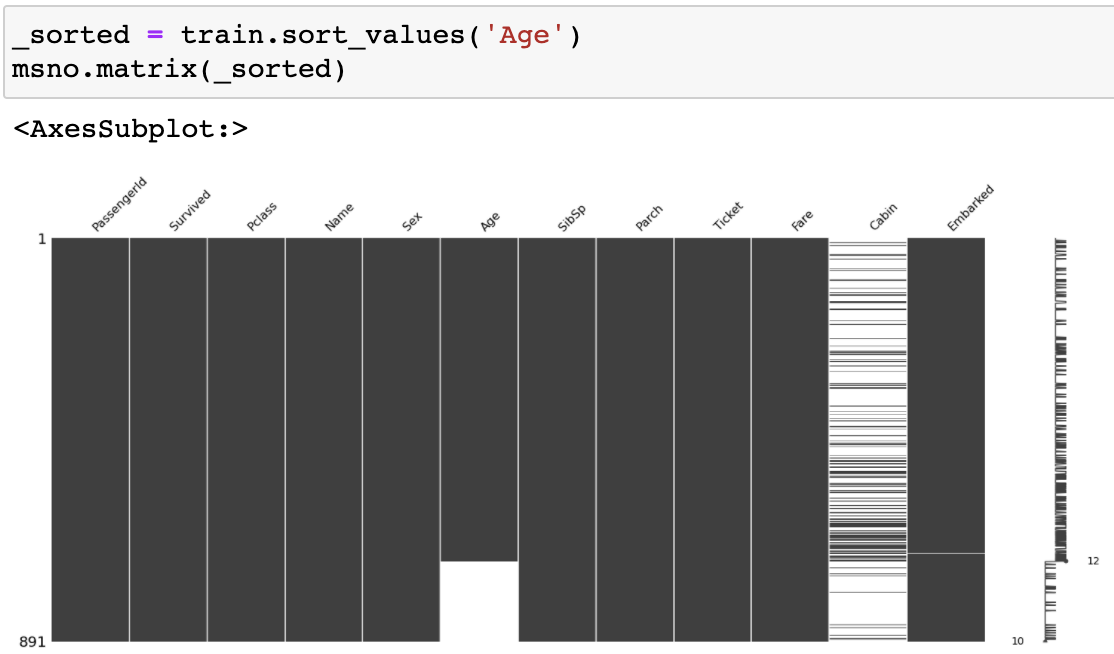 _sorted = train.sort_values('Age')
msno.matrix(_sorted)
<AxesSubplot:>
PassengerId Survived Pclass Name Sex Age SibSp Parch Ticket Fare Cabin Embarked
1
12
891 10